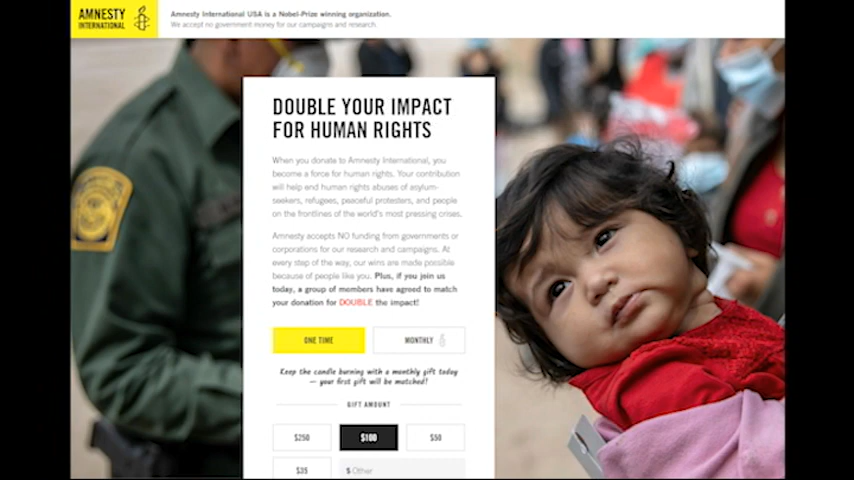 AMNESTY
INTERNATIONAL
Amnesty International USA is a Nobel-Prize winning organization.
We accept no government money for our campaigns and research.
DOUBLE YOUR IMPACT
FOR HUMAN RIGHTS
When you donate to Amnesty International, you
become a force for human rights. Your contribution
will help end human rights abuses of asylum-
seekers, refugees, peaceful protesters, and people
on the frontlines of the world's most pressing crises.
Amnesty accepts NO funding from governments or
corporations for our research and campaigns. At
every step of the way, our wins are made possible
because of people like you. Plus, if you join us
today, a group of members have agreed to match
your donation for DOUBLE the impact!
ONE TIME
MONTHLY
Keep the candle burning with a monthly gift today
— your first gift will be matched!
GIFT AMOUNT
$250
$100
$50
$35
$ Other